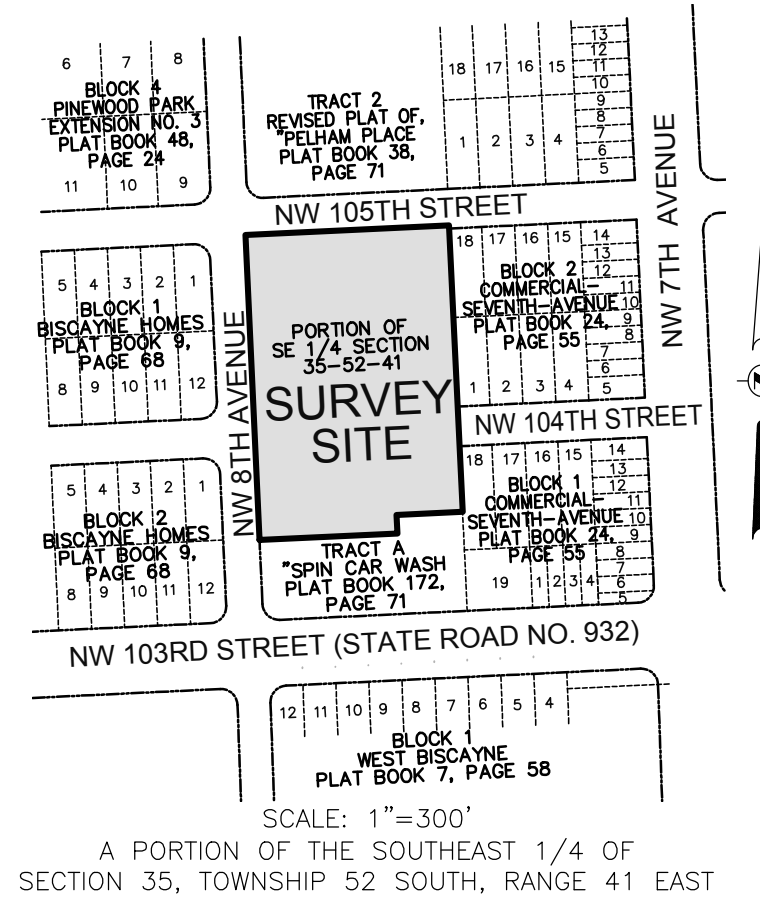 6 7 8
BLOCK 4
PINEWOOD PARK
EXTENSION NO. 3
PLAT BOOK 48,
PAGE 24
11 10 9
TRACT 2
REVISED PLAT OF,
"PELHAM PLACE
PLAT BOOK 38,
PAGE 71
18 17 16 15
1 2 3 4
13
12
11
10
9
8
7
6
5
NW 7TH AVENUE
NW 105TH STREET
5 4 3 2 1
BLOCK 1
BISCAYNE HOMES
PLAT BOOK 9,
PAGE 68
8 9 10 11 12
NW 8TH AVENUE
PORTION OF
SE 1/4 SECTION
35-52-41
SURVEY
SITE
18 17 16 15
14
13
12
11
10
9
8
7
6
5
BLOCK 2
COMMERCIAL-
SEVENTH-AVENUE
PLAT BOOK 24,
PAGE 55
1 2 3 4
NW 104TH STREET
5 4 3 2 1
BLOCK 2
BISCAYNE HOMES
PLAT BOOK 9,
PAGE 68
8 9 10 11 12
18 17 16 15
14
13
12
11
10
9
8
7
6
5
BLOCK 1
COMMERCIAL-
SEVENTH-AVENUE
PLAT BOOK 24,
PAGE 55
19 1 2 3 4
TRACT A
"SPIN CAR WASH
PLAT BOOK 172,
PAGE 71
NW 103RD STREET (STATE ROAD NO. 932)
12 11 10 9 8 7 6 5 4
BLOCK 1
WEST BISCAYNE
PLAT BOOK 7, PAGE 58
SCALE: 1"=300'
A PORTION OF THE SOUTHEAST 1/4 OF
SECTION 35, TOWNSHIP 52 SOUTH, RANGE 41 EAST